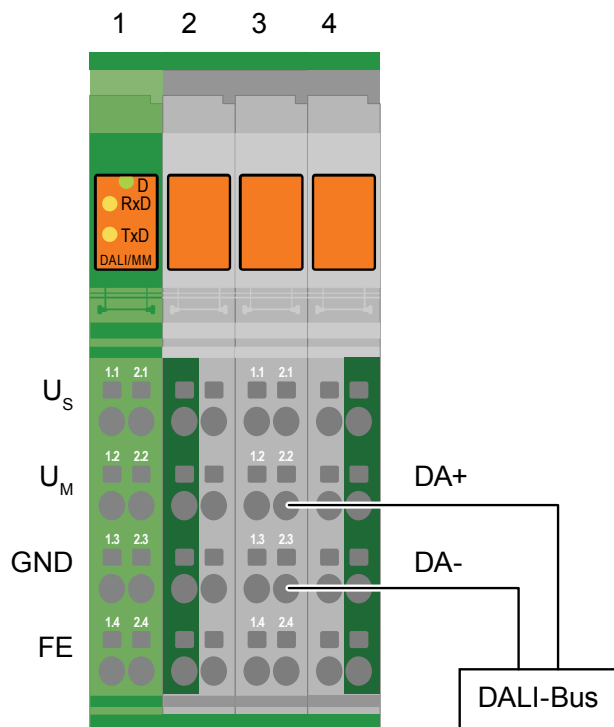 1 2 3 4
D
RxD
TxD
DALI/MM
1.1 2.1 1.1 2.1
U_S
1.2 2.2 1.2 2.2
U_M DA+
1.3 2.3 1.3 2.3
GND DA-
1.4 2.4 1.4 2.4
FE
DALI-Bus